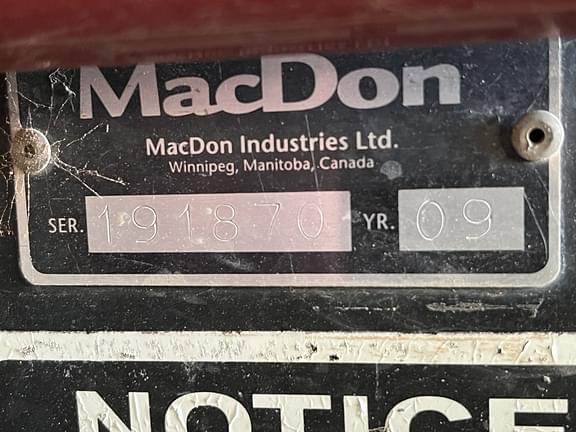 MacDon
MacDon Industries Ltd.
Winnipeg, Manitoba, Canada
SER. 191870 YR. 09
NOTICE